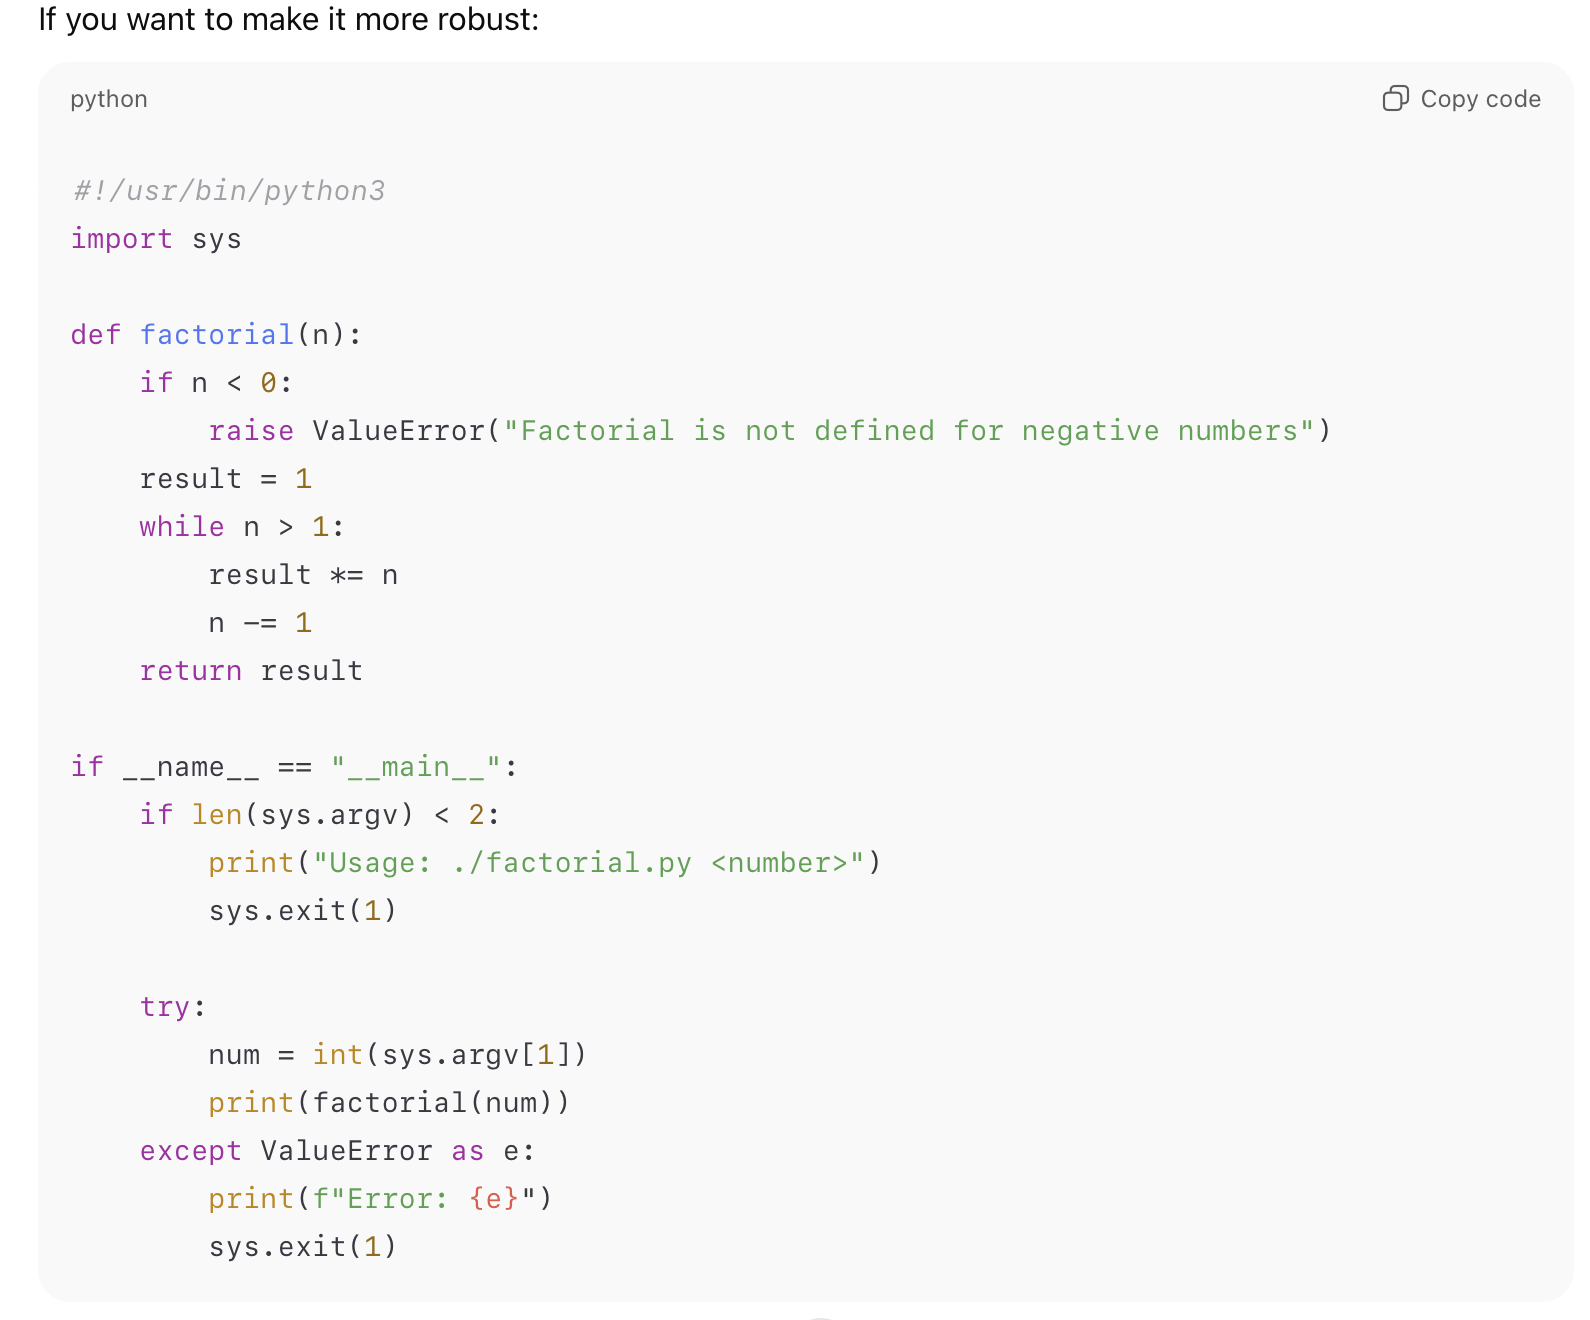 If you want to make it more robust:
python
Copy code
#!/usr/bin/python3
import sys
def factorial(n):
    if n < 0:
        raise ValueError("Factorial is not defined for negative numbers")
    result = 1
    while n > 1:
        result *= n
        n -= 1
    return result
if __name__ == "__main__":
    if len(sys.argv) < 2:
        print("Usage: ./factorial.py <number>")
        sys.exit(1)
    try:
        num = int(sys.argv[1])
        print(factorial(num))
    except ValueError as e:
        print(f"Error: {e}")
        sys.exit(1)